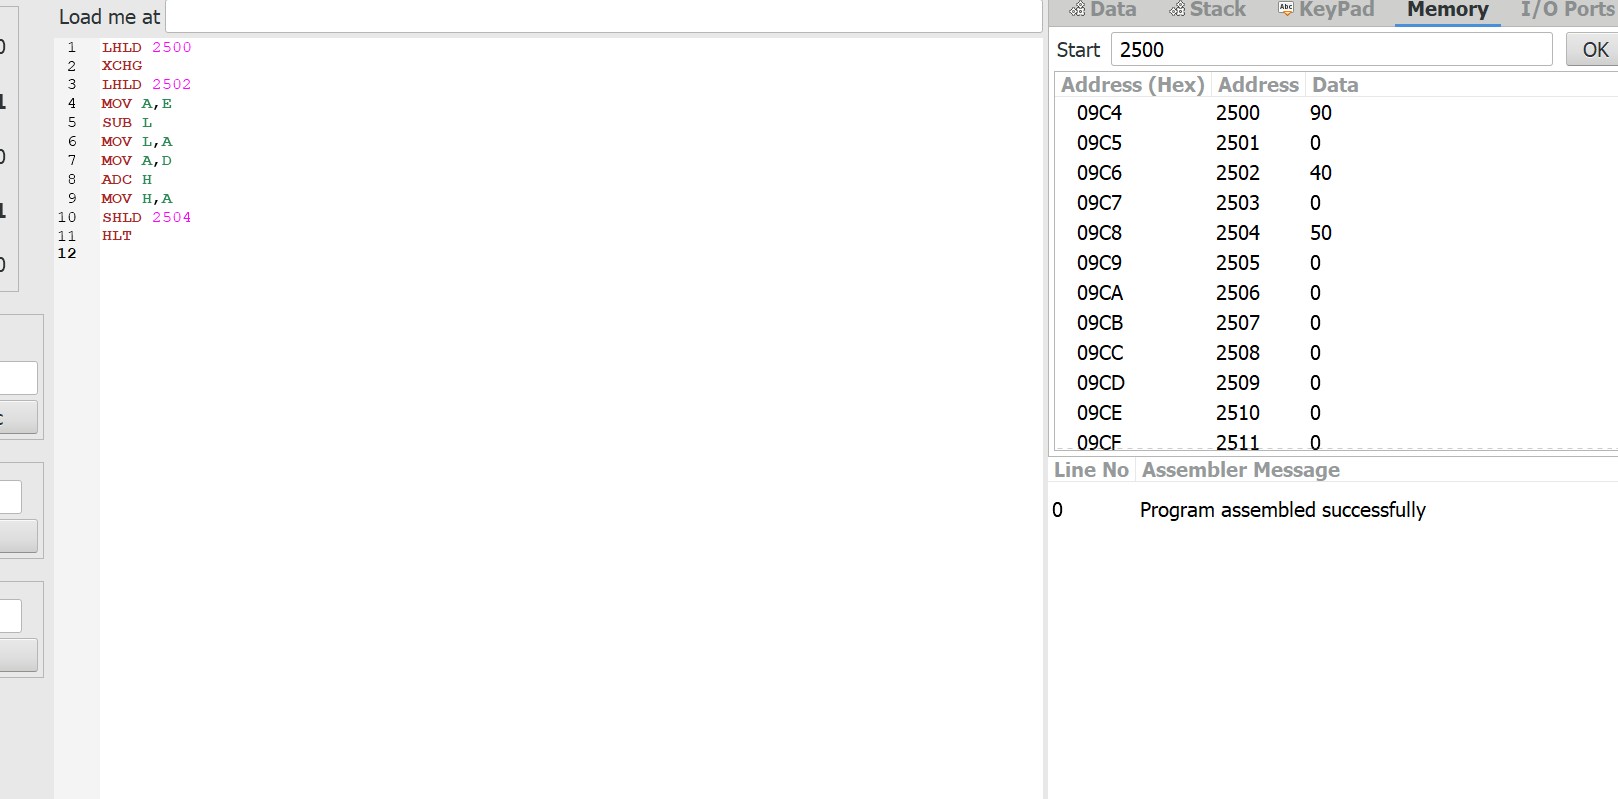 Load me at
1 LHLD 2500
2 XCHG
3 LHLD 2502
4 MOV A,E
5 SUB L
6 MOV L,A
7 MOV A,D
8 ADC H
9 MOV H,A
10 SHLD 2504
11 HLT
12
Data Stack KeyPad Memory I/O Ports
Start 2500 OK
Address (Hex) Address Data
09C4 2500 90
09C5 2501 0
09C6 2502 40
09C7 2503 0
09C8 2504 50
09C9 2505 0
09CA 2506 0
09CB 2507 0
09CC 2508 0
09CD 2509 0
09CE 2510 0
09CF 2511 0
Line No Assembler Message
0 Program assembled successfully